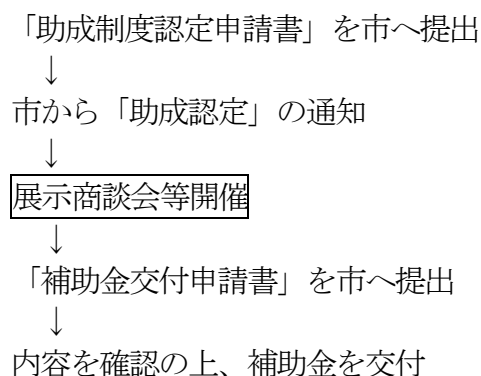 「助成制度認定申請書」を市へ提出
↓
市から「助成認定」の通知
↓
展示商談会等開催
↓
「補助金交付申請書」を市へ提出
↓
内容を確認の上、補助金を交付